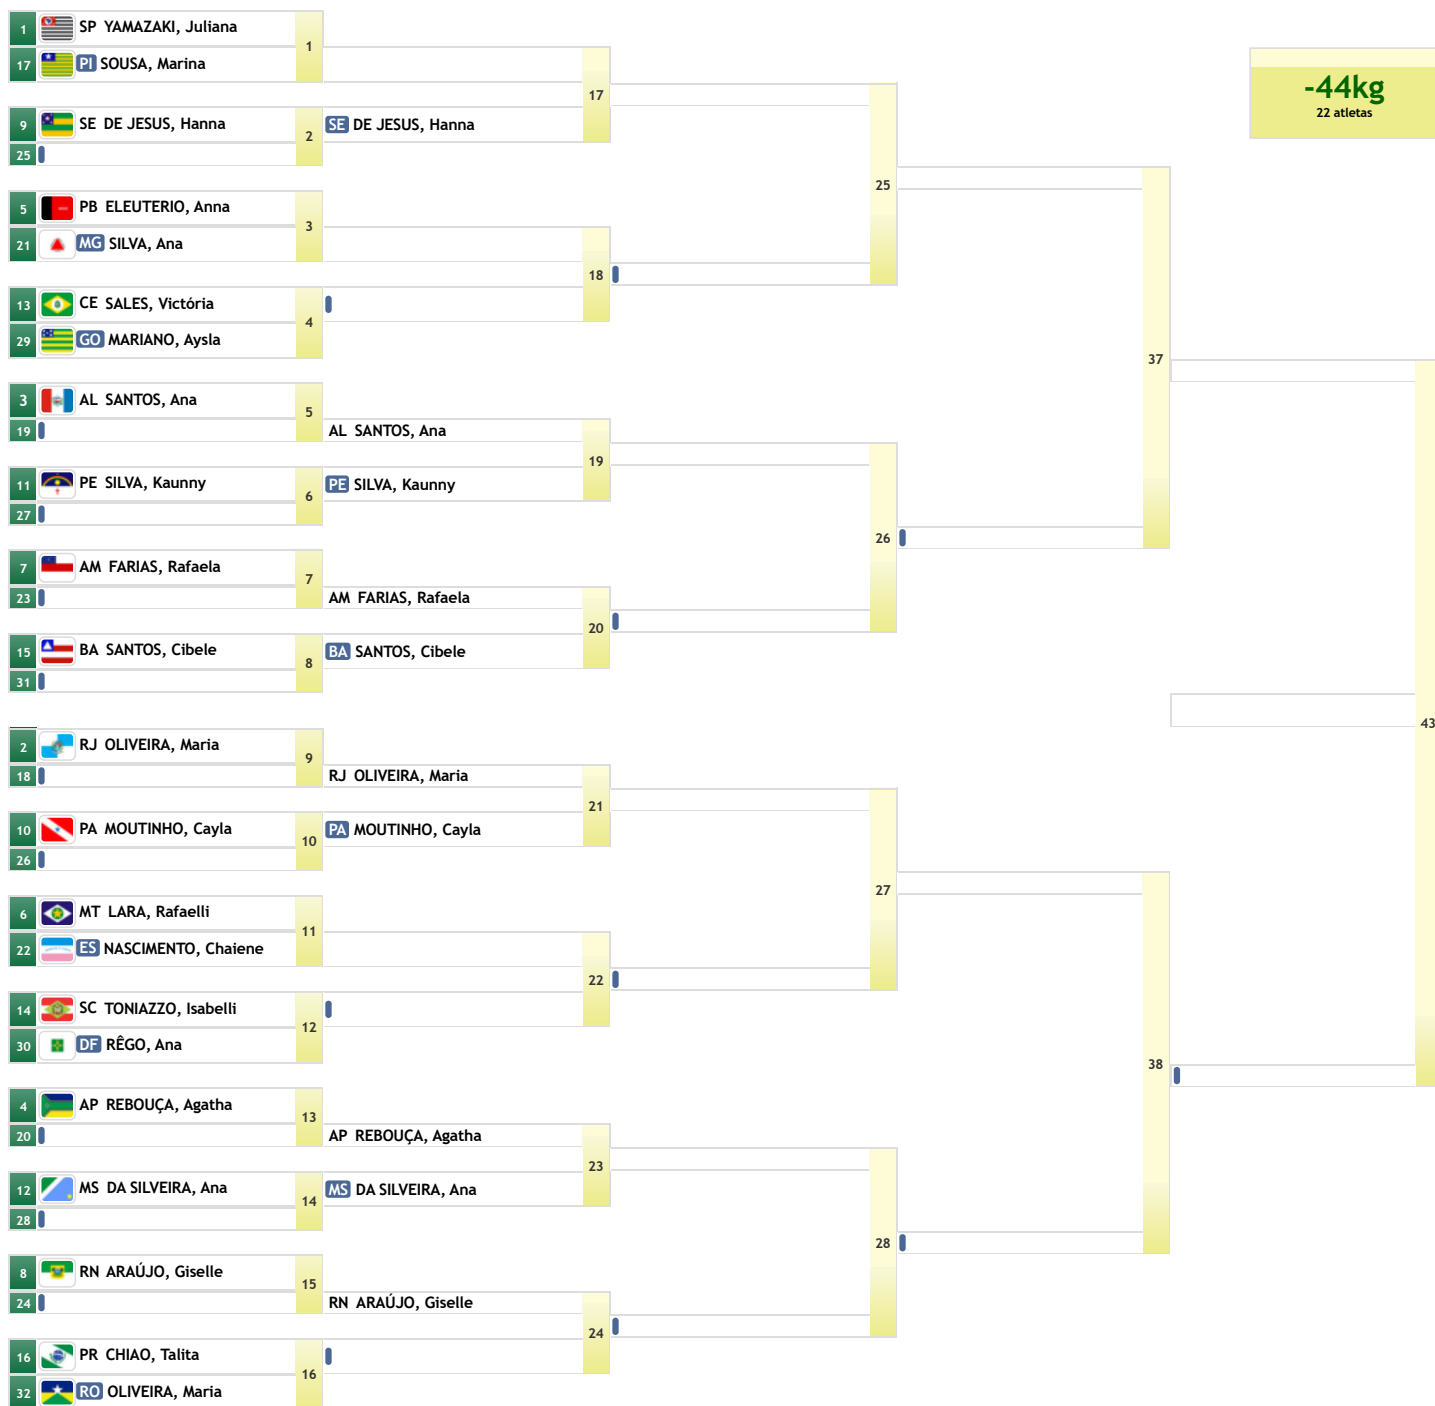 1 SP YAMAZAKI, Juliana
1
17 PI SOUSA, Marina
17
9 SE DE JESUS, Hanna
2
SE DE JESUS, Hanna
25
25
5 PB ELEUTERIO, Anna
3
21 MG SILVA, Ana
18
13 CE SALES, Victória
4
29 GO MARIANO, Aysla
37
3 AL SANTOS, Ana
5
19
AL SANTOS, Ana
19
11 PE SILVA, Kaunny
6
PE SILVA, Kaunny
27
26
7 AM FARIAS, Rafaela
7
23
AM FARIAS, Rafaela
20
15 BA SANTOS, Cibele
8
BA SANTOS, Cibele
31
43
2 RJ OLIVEIRA, Maria
9
18
RJ OLIVEIRA, Maria
21
10 PA MOUTINHO, Cayla
10
PA MOUTINHO, Cayla
26
27
6 MT LARA, Rafaelli
11
22 ES NASCIMENTO, Chaiene
22
14 SC TONIAZZO, Isabelli
12
30 DF RÊGO, Ana
38
4 AP REBOUÇA, Agatha
13
20
AP REBOUÇA, Agatha
23
12 MS DA SILVEIRA, Ana
14
MS DA SILVEIRA, Ana
28
28
8 RN ARAÚJO, Giselle
15
24
RN ARAÚJO, Giselle
24
16 PR CHIAO, Talita
16
32 RO OLIVEIRA, Maria
-44kg
22 atletas